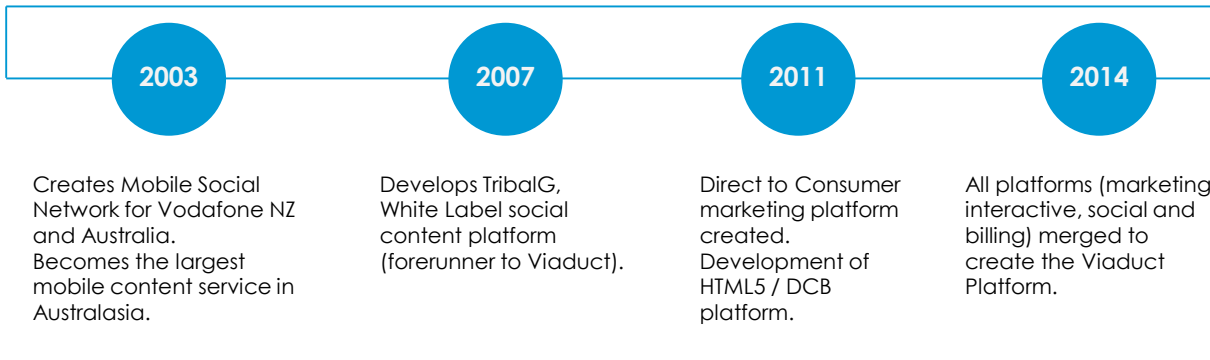 2003
2007
2011
2014
Creates Mobile Social
Network for Vodafone NZ
and Australia.
Becomes the largest
mobile content service in
Australasia.
Develops TribalG,
White Label social
content platform
(forerunner to Viaduct).
Direct to Consumer
marketing platform
created.
Development of
HTML5 / DCB
platform.
All platforms (marketing
interactive, social and
billing) merged to
create the Viaduct
Platform.